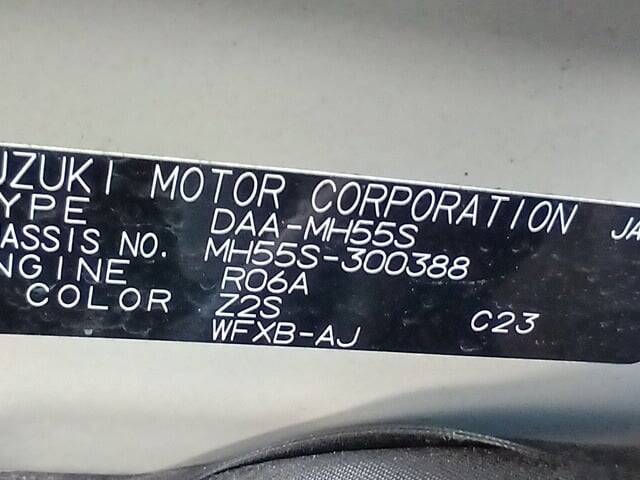 UZUKI MOTOR CORPORATION JA
YPE DAA-MH55S
ASSIS NO. MH55S-300388
NGINE R06A
COLOR Z2S
WFXB-AJ C23